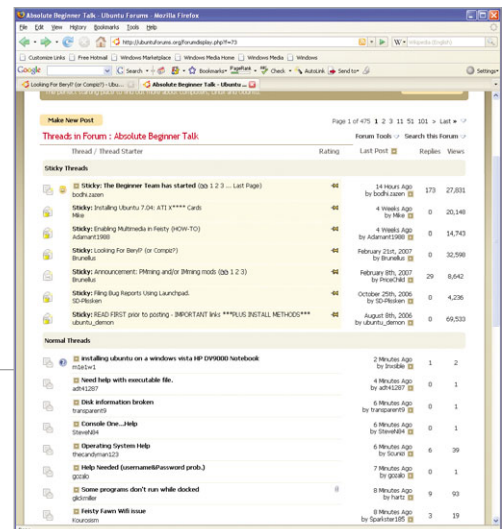 Absolute Beginner Talk - Ubuntu Forums - Mozilla Firefox
File Edit View History Bookmarks Tools Help
http://ubuntuforums.org/forumdisplay.php?f=73
Customize Links Free Hotmail Windows Marketplace Windows Media Home Windows Media Windows
Google Search Bookmarks PageRank Check AutoLink Send to Settings
Looking For Beryl? (or Compiz?) - Ubu... Absolute Beginner Talk - Ubuntu ...
Make New Post
Page 1 of 475 1 2 3 11 51 101 > Last »
Threads in Forum : Absolute Beginner Talk
Forum Tools Search this Forum
Thread / Thread Starter Rating Last Post Replies Views
Sticky Threads
Sticky: The Beginner Team has started ( 1 2 3 ... Last Page) 14 Hours Ago
bodhi.zazen by bodhi.zazen 173 27,831
Sticky: Installing Ubuntu 7.04: ATI X**** Cards 4 Weeks Ago
Mike by Mike 0 20,148
Sticky: Enabling Multimedia in Feisty (HOW-TO) 4 Weeks Ago
Adamant1988 by Adamant1988 0 14,743
Sticky: Looking For Beryl? (or Compiz?) February 21st, 2007
Brunellus by Brunellus 0 32,598
Sticky: Announcement: PMming and/or IMming mods ( 1 2 3) February 8th, 2007
Brunellus by PriceChild 29 8,642
Sticky: Filing Bug Reports Using Launchpad. October 25th, 2006
SD-Plissken by SD-Plissken 0 4,236
Sticky: READ FIRST prior to posting - IMPORTANT links ***PLUS INSTALL METHODS*** August 8th, 2006
ubuntu_demon by ubuntu_demon 0 69,533
Normal Threads
installing ubuntu on a windows vista HP DV9000 Notebook 2 Minutes Ago
m1e1w1 by Invisible 1 2
Need help with executable file. 4 Minutes Ago
adt41287 by adt41287 0 1
Disk information broken 6 Minutes Ago
transparent9 by transparent9 0 1
Console One...Help 6 Minutes Ago
SteveN04 by SteveN04 0 1
Operating System Help 6 Minutes Ago
thecandyman123 by Scunizi 6 39
Help Needed (username&Password prob.) 7 Minutes Ago
gozalo by gozalo 0 1
Some programs don't run while docked 8 Minutes Ago
glidmiller by hartz 9 93
Feisty Fawn Wifi issue 8 Minutes Ago
Kourosism by Sparkster185 3 19